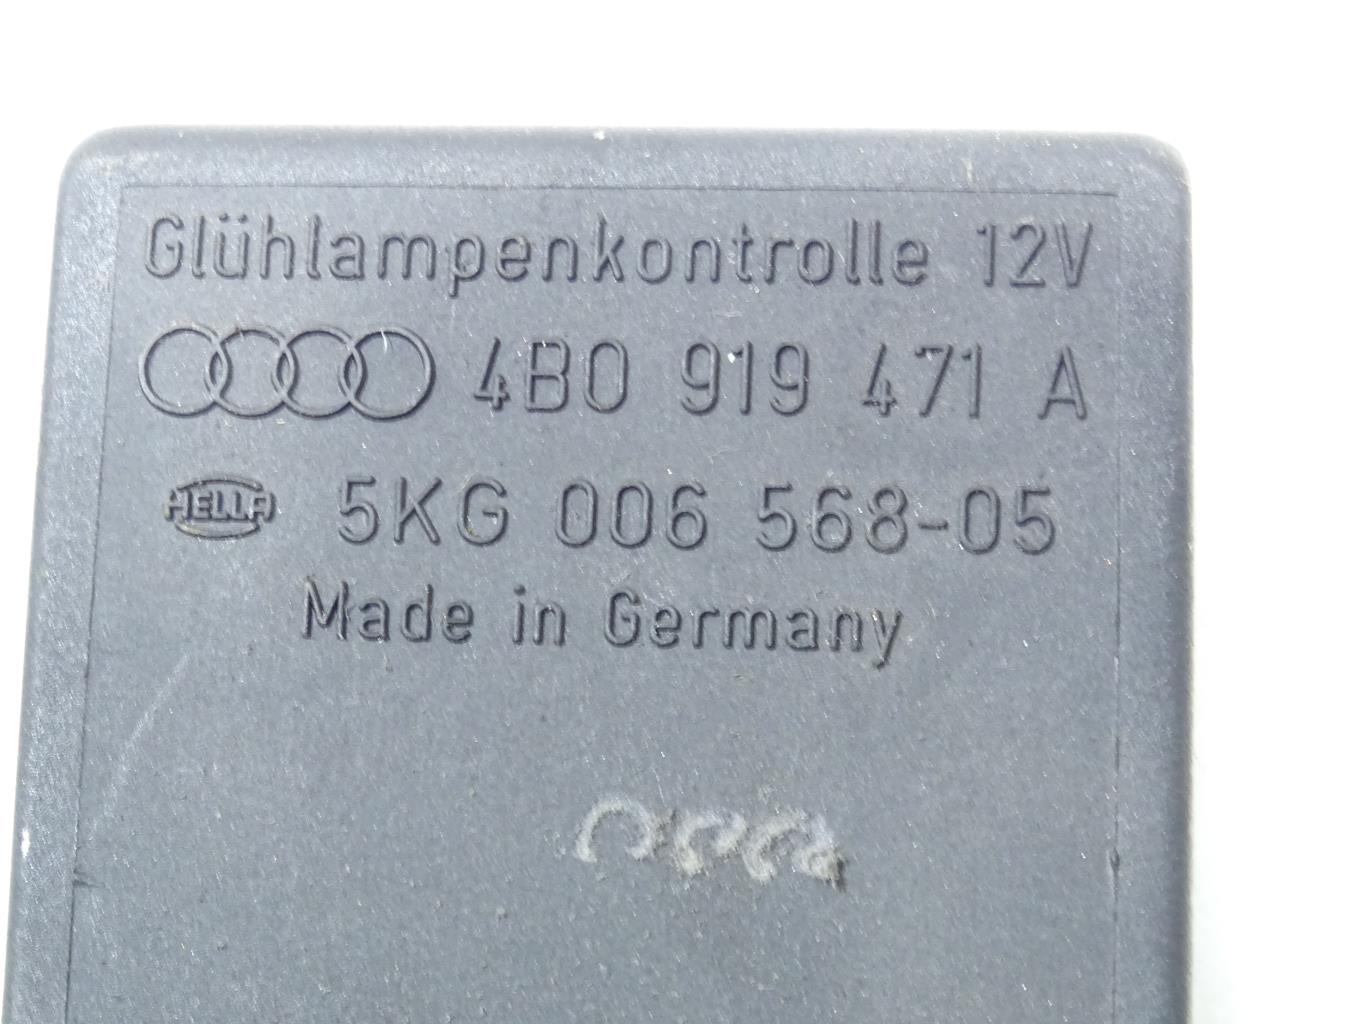 Glühlampenkontrolle 12V
4B0 919 471 A
HELLA 5KG 006 568-05
Made in Germany